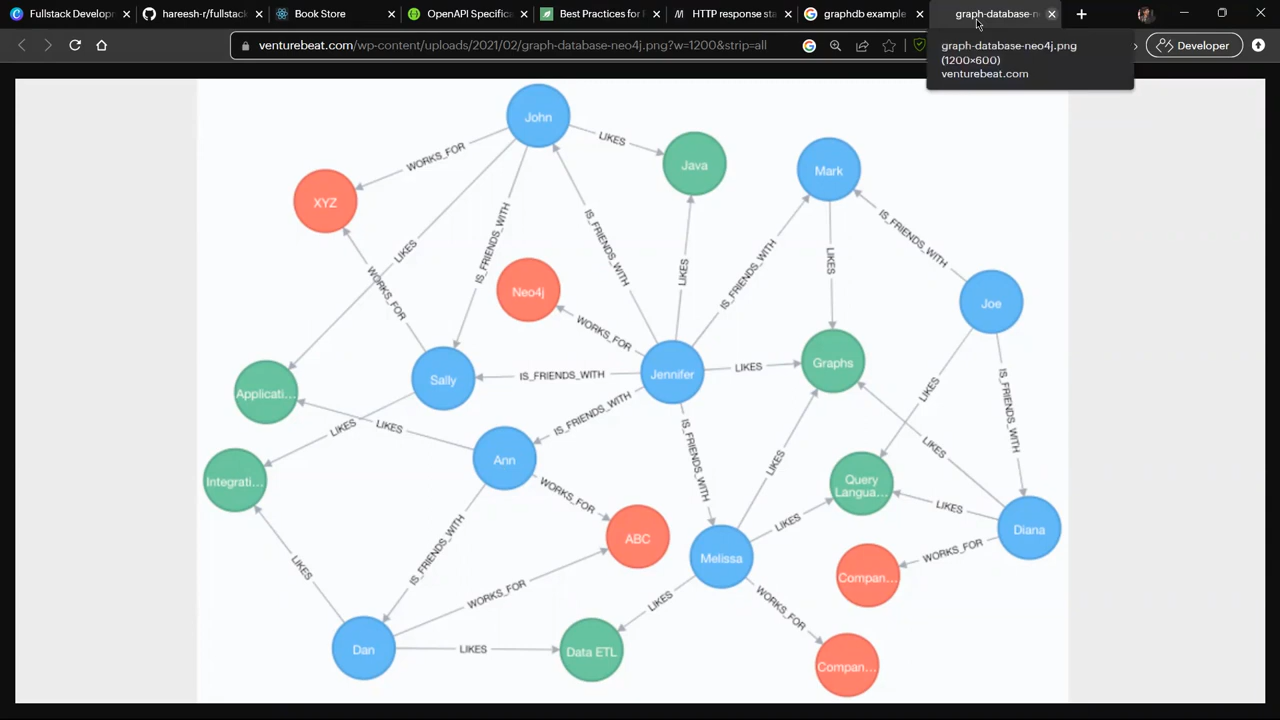 Fullstack Developr
hareesh-r/fullstack
Book Store
OpenAPI Specifica
Best Practices for
HTTP response sta
graphdb example
graph-database-ne
venturebeat.com/wp-content/uploads/2021/02/graph-database-neo4j.png?w=1200&strip=all
Developer
graph-database-neo4j.png
(1200×600)
venturebeat.com
John
LIKES
Java
WORKS_FOR
Mark
XYZ
IS_FRIENDS_WITH
LIKES
IS_FRIENDS_WITH
LIKES
IS_FRIENDS_WITH
LIKES
IS_FRIENDS_WITH
WORKS_FOR
Neo4j
WORKS_FOR
Joe
Applicati...
Sally
IS_FRIENDS_WITH
Jennifer
LIKES
Graphs
LIKES
IS_FRIENDS_WITH
LIKES
LIKES
IS_FRIENDS_WITH
IS_FRIENDS_WITH
LIKES
LIKES
Integrati...
Ann
WORKS_FOR
Query
Langua...
LIKES
Diana
LIKES
ABC
IS_FRIENDS_WITH
Melissa
WORKS_FOR
Compan...
LIKES
WORKS_FOR
LIKES
WORKS_FOR
Dan
LIKES
Data ETL
Compan...